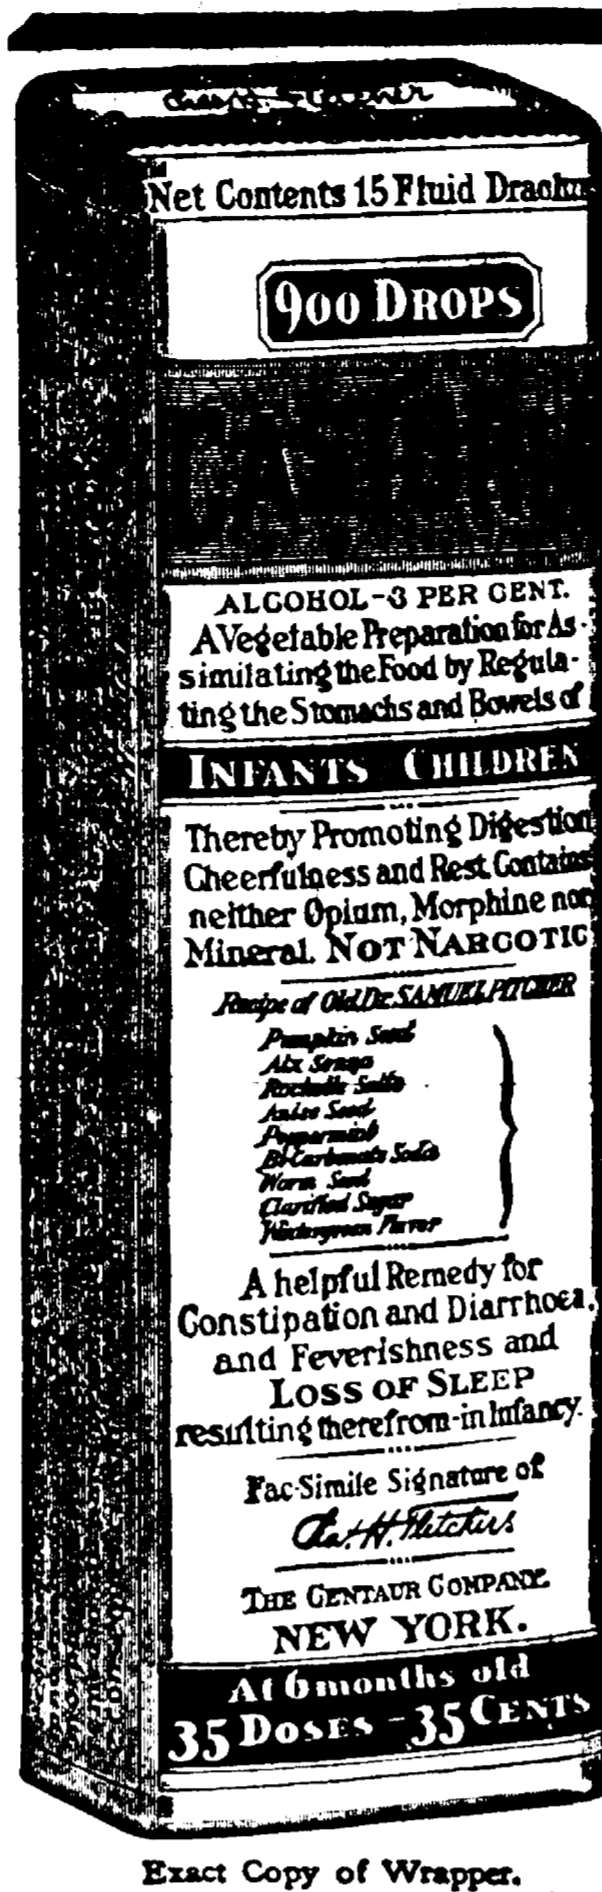 Net Contents 15 Fluid Drachm
900 DROPS
ALCOHOL-3 PER CENT.
A Vegetable Preparation for As-
similating the Food by Regula-
ting the Stomachs and Bowels of
INFANTS CHILDREN
Thereby Promoting Digestion
Cheerfulness and Rest Contains
neither Opium, Morphine nor
Mineral. NOT NARCOTIC
Recipe of Old Dr. SAMUEL PITCHER
Pumpkin Seed
Alx Senna
Rochelle Salts
Anise Seed
Peppermint
Bi-Carbonate Soda
Worm Seed
Clarified Sugar
Wintergreen Flavor
A helpful Remedy for
Constipation and Diarrhoea.
and Feverishness and
LOSS OF SLEEP
resulting therefrom-in Infancy.
Fac-Simile Signature of
Chas. H. Fletcher.
THE CENTAUR COMPANY.
NEW YORK.
At 6 months old
35 DOSES - 35 CENTS
Exact Copy of Wrapper.